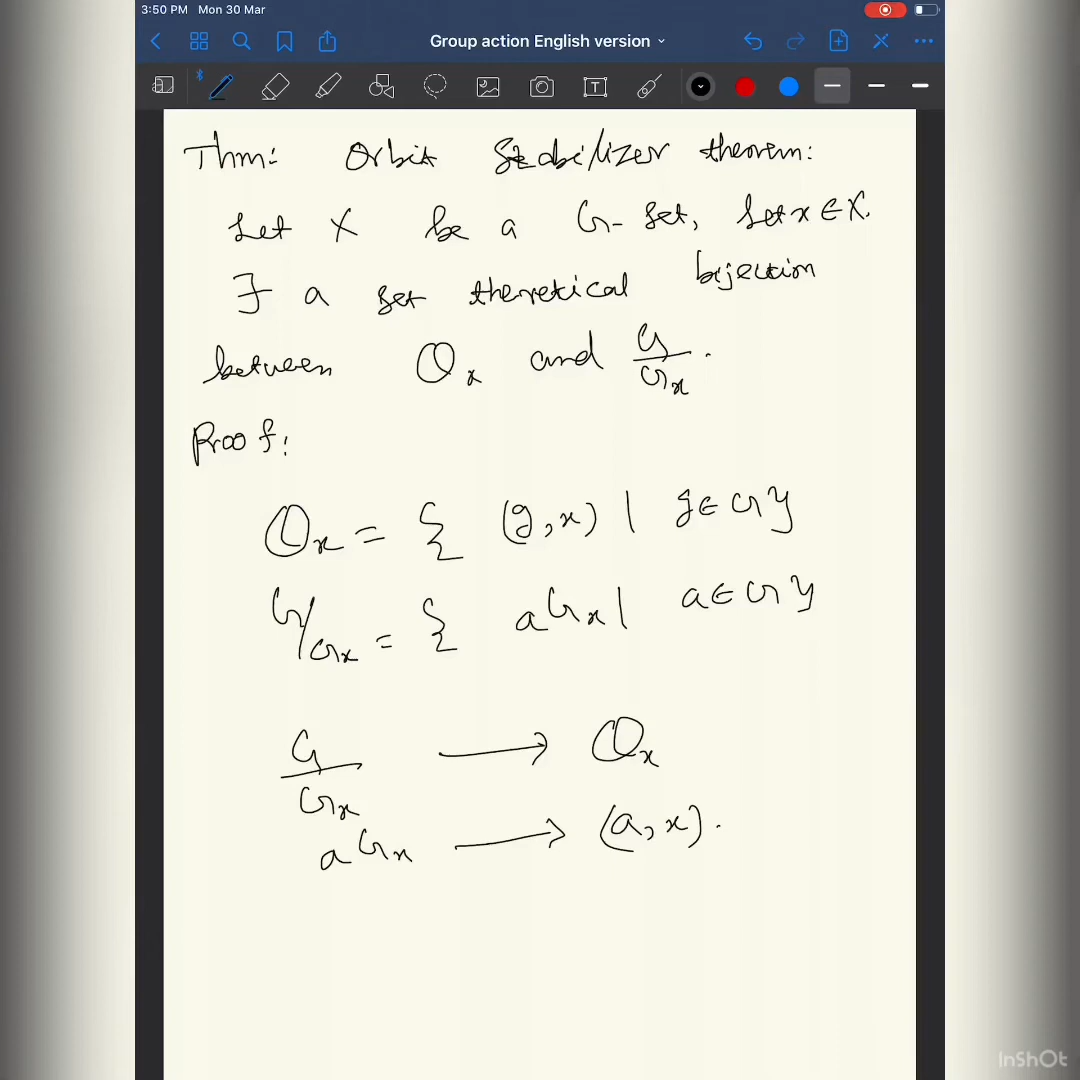 3:50 PM Mon 30 Mar
Group action English version
T
Thm: Orbit Stabilizer theorem:
Let X be a G-set, Let x ∈ X.
∃ a set theoretical bijection
between O_x and G/G_x.
Proof:
O_x = { (g, x) | g ∈ G }
G/G_x = { aG_x | a ∈ G }
G/G_x → O_x
aG_x → (a, x).
InShOt